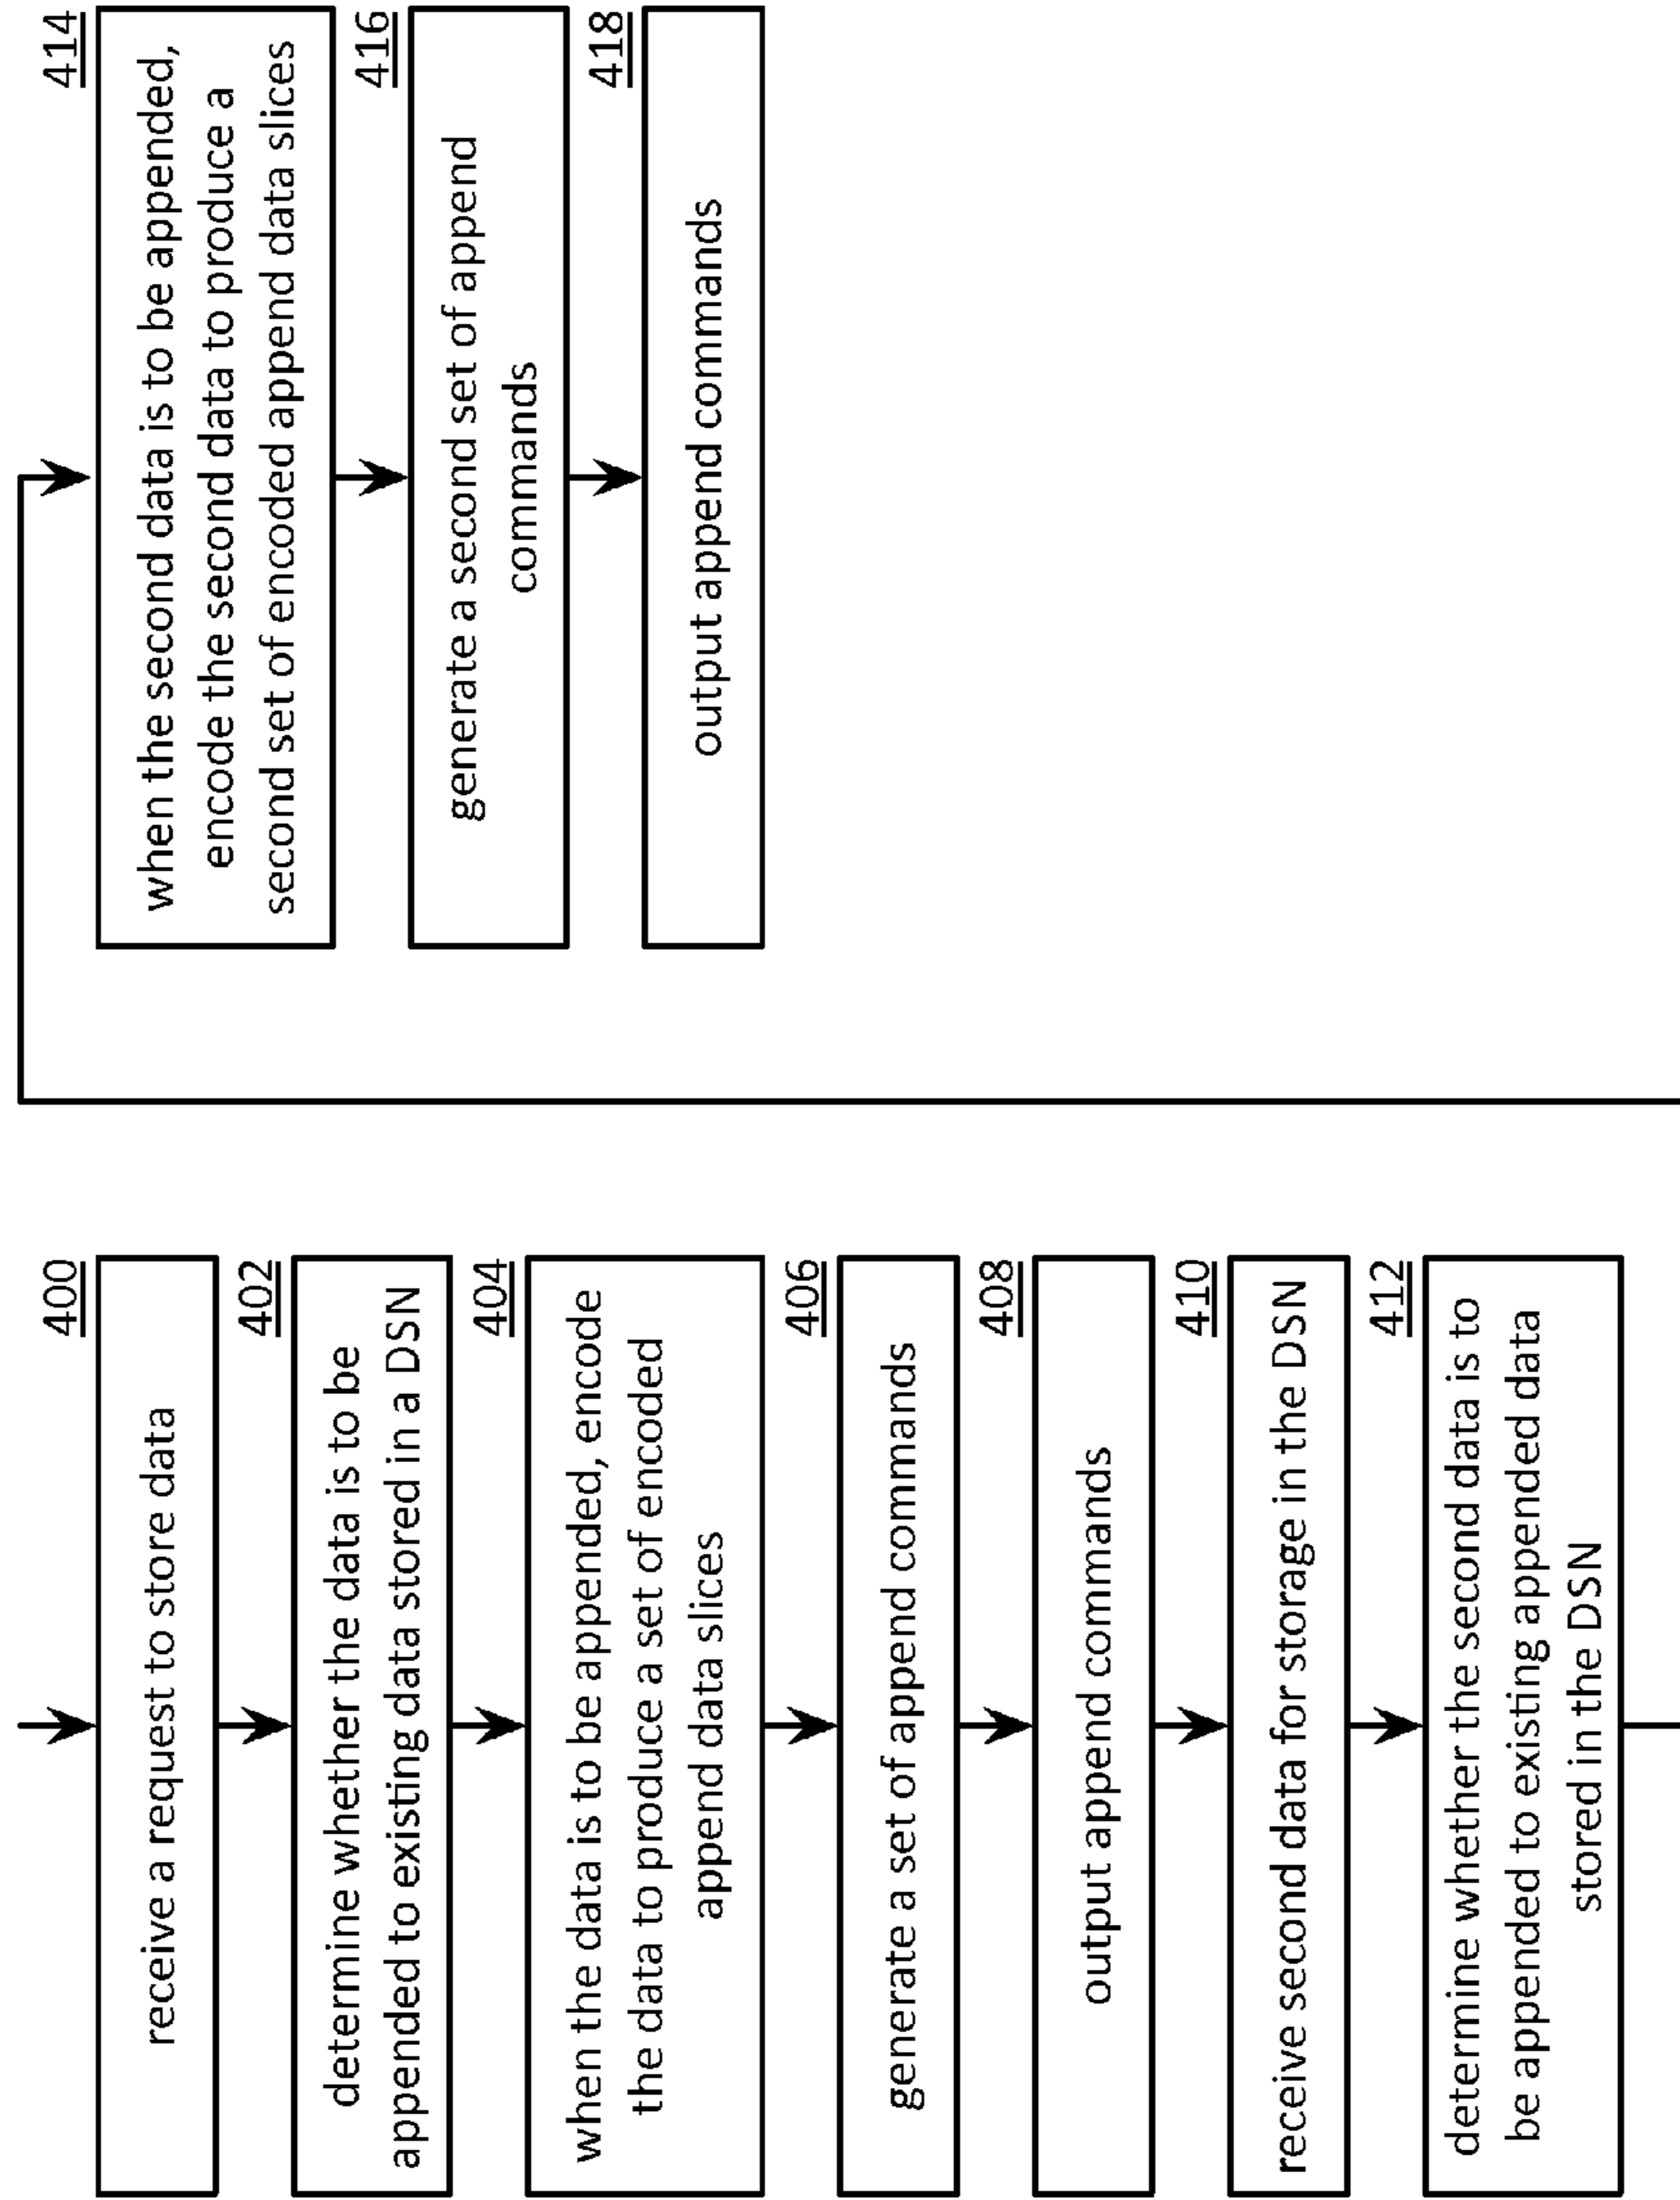 400
receive a request to store data
402
determine whether the data is to be
appended to existing data stored in a DSN
404
when the data is to be appended, encode
the data to produce a set of encoded
append data slices
406
generate a set of append commands
408
output append commands
410
receive second data for storage in the DSN
412
determine whether the second data is to
be appended to existing appended data
stored in the DSN
414
when the second data is to be appended,
encode the second data to produce a
second set of encoded append data slices
416
generate a second set of append
commands
418
output append commands